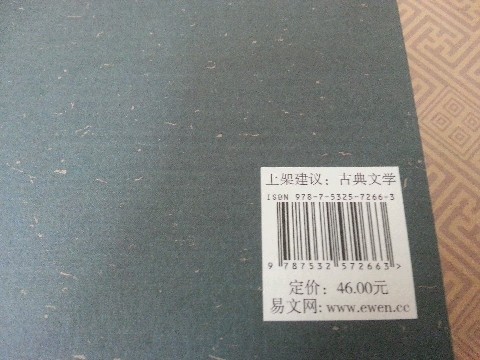 上架建议：古典文学
ISBN 978-7-5325-7266-3
9 787532 572663 >
定价：46.00元
易文网：www.ewen.cc